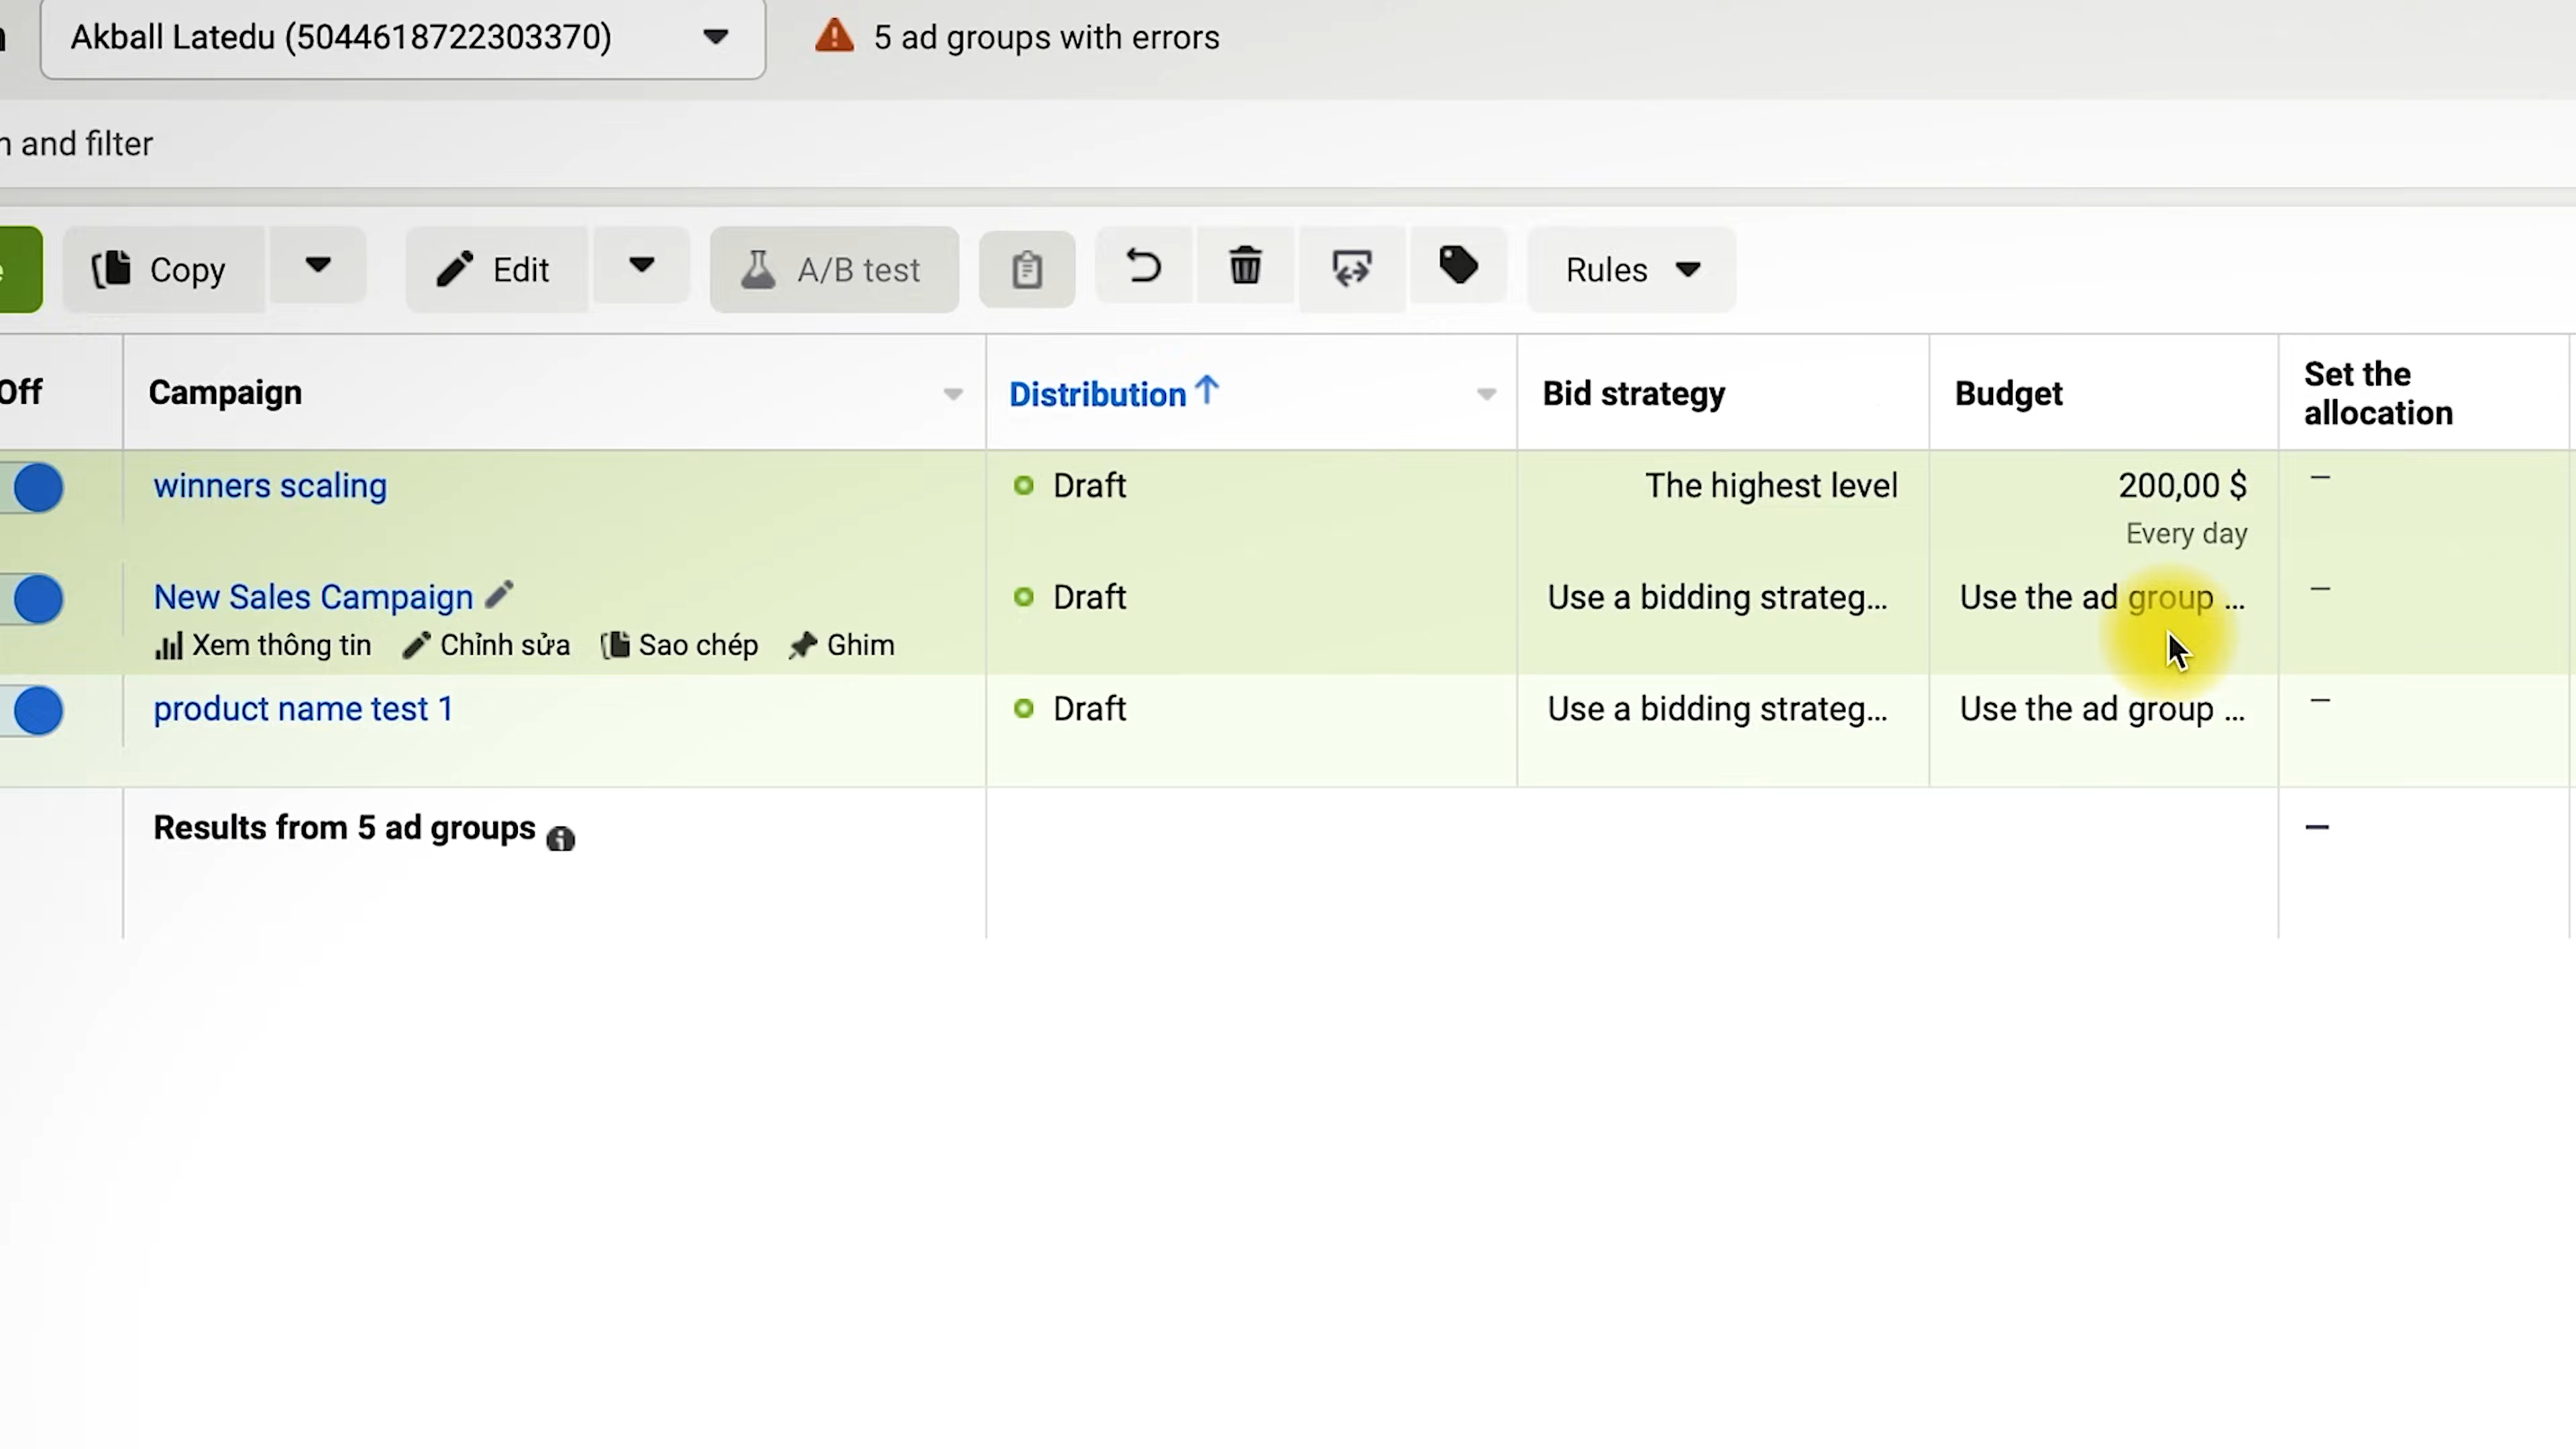 Akball Latedu (5044618722303370)
5 ad groups with errors
and filter
Copy
Edit
A/B test
Rules
Off
Campaign
Distribution
Bid strategy
Budget
Set the
allocation
winners scaling
Draft
The highest level
200,00 $
—
Every day
New Sales Campaign
Draft
Use a bidding strateg...
Use the ad group ...
—
Xem thông tin
Chỉnh sửa
Sao chép
Ghim
product name test 1
Draft
Use a bidding strateg...
Use the ad group ...
—
Results from 5 ad groups
—